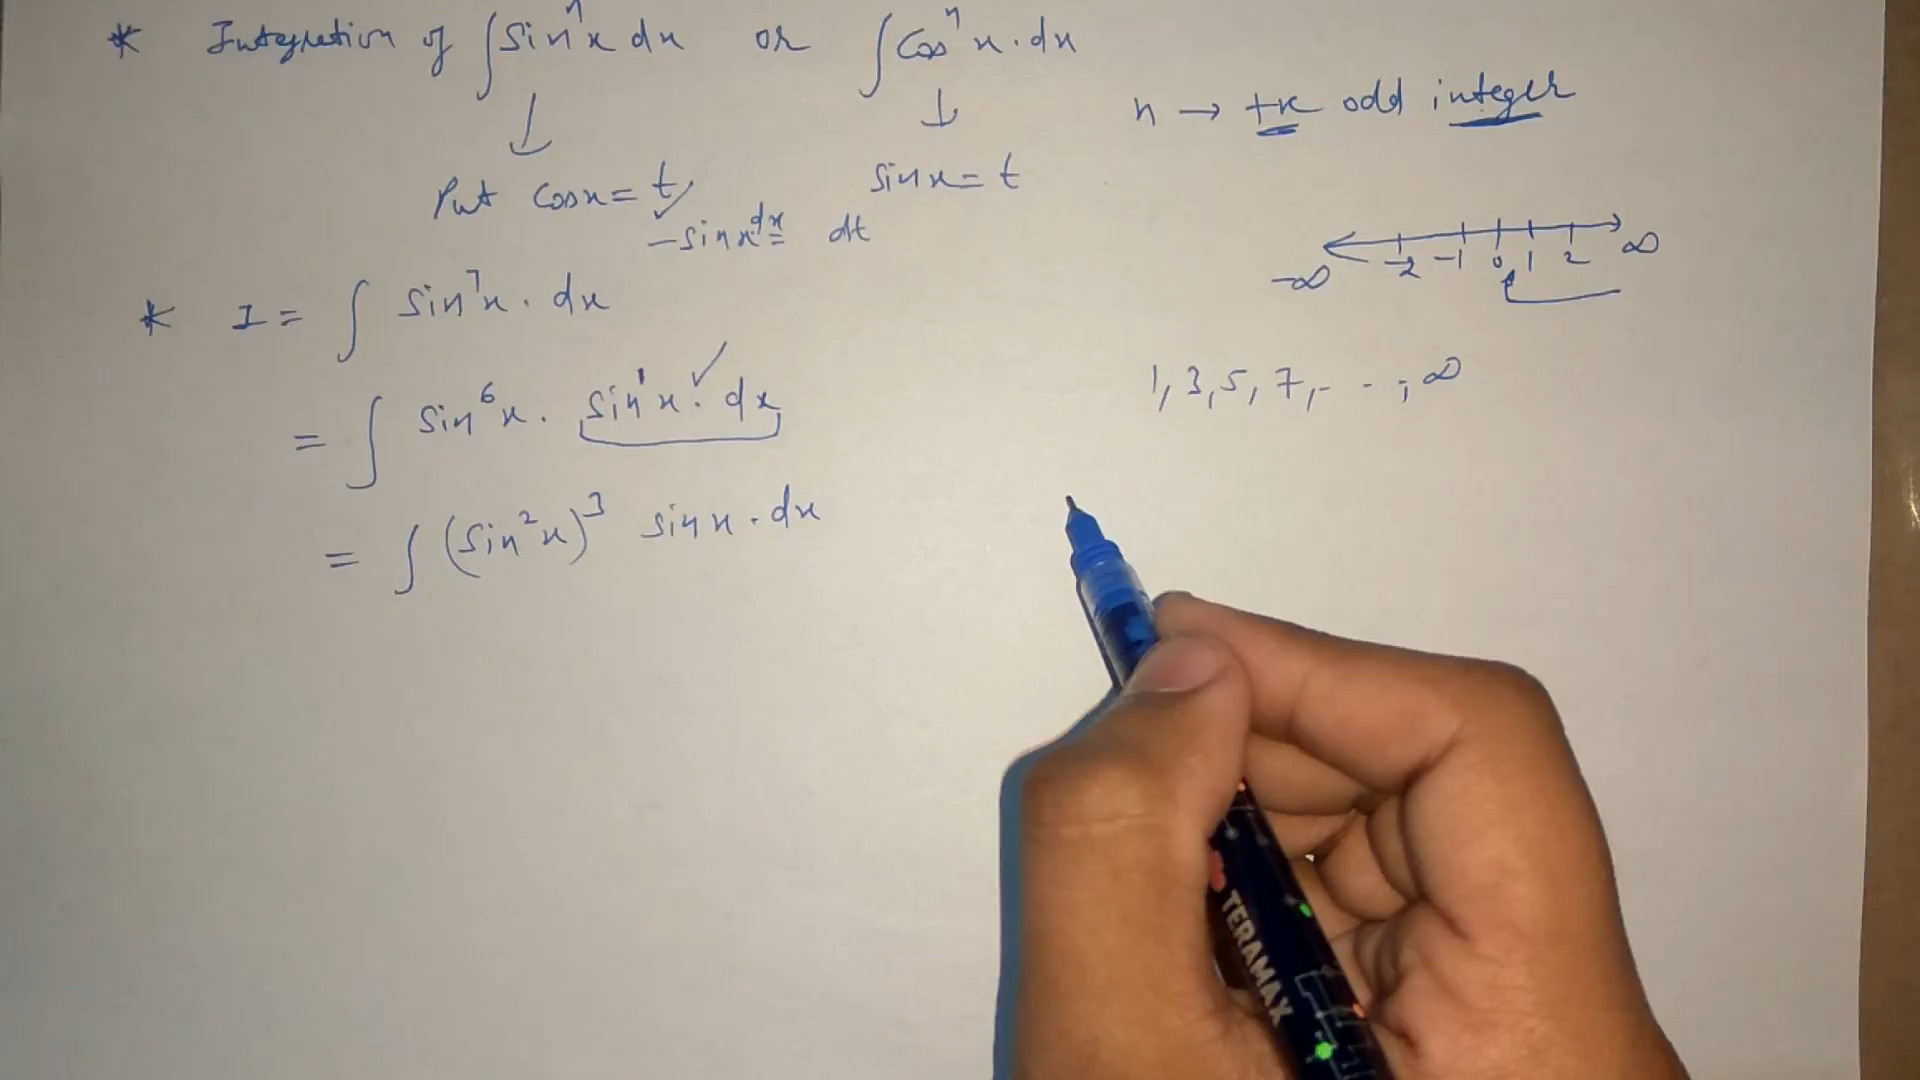 * Integration of ∫ sinⁿx dx or ∫ cosⁿx . dx
n → +ve odd integer
↓ ↓
Put cosx = t, ✓ sinx = t
-sinx dx = dt
-∞ -2 -1 0 1 2 ∞
* I = ∫ sin⁷x . dx
= ∫ sin⁶x . sin¹x . dx ✓
1, 3, 5, 7, - - - , ∞
= ∫ (sin²x)³ sinx . dx
TERAMAX